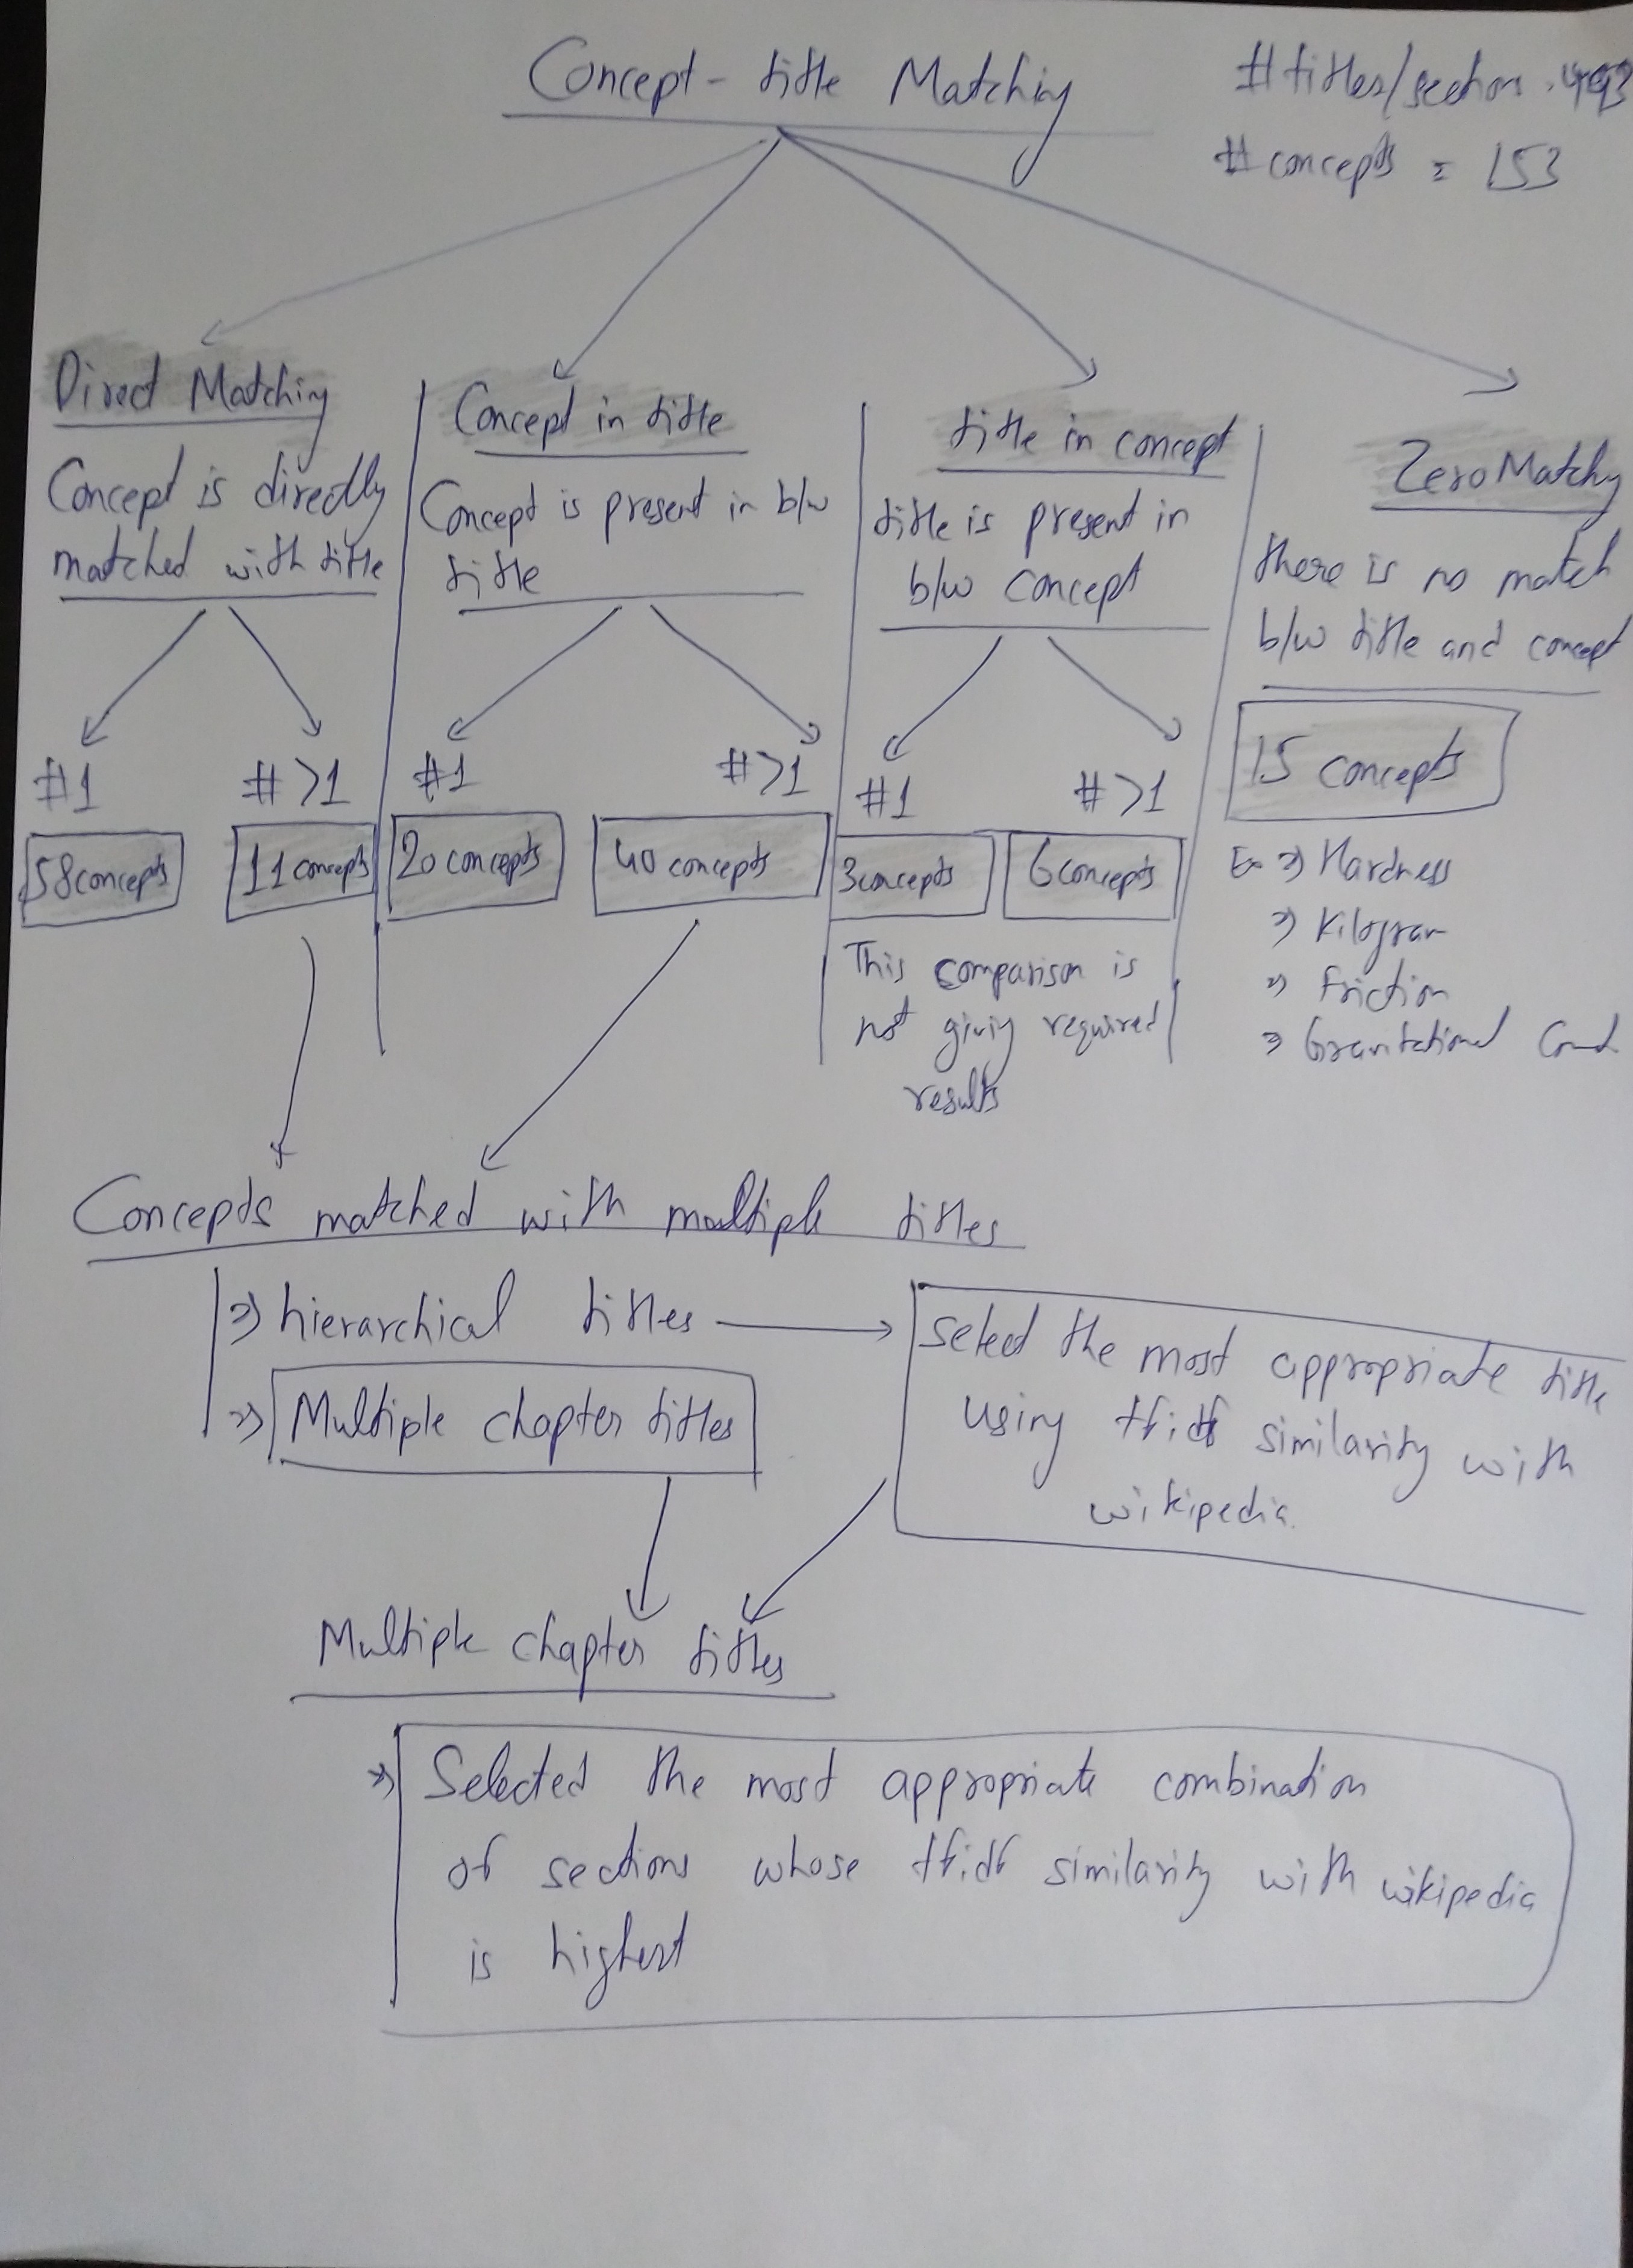 Concept - title Matching
#titles/section
#concepts = 153
Direct Matching
Concept is directly
matched with title
#1
#>1
58 concepts
11 concepts
Concept in title
Concept is present in b/w
title
#1
#>1
20 concepts
40 concepts
title in concept
title is present in
b/w concept
#1
#>1
3 concepts
6 concepts
This comparison is
not giving required
results
Zero Matching
there is no match
b/w title and concept
15 concepts
Ex => Hardness
=> Kilogram
=> Friction
=> Gravitational
Concepts matched with multiple titles
=> hierarchical titles
=> Multiple chapter titles
Select the most appropriate title
using tfidf similarity with
wikipedia.
Multiple chapter titles
=> Selected the most appropriate combination
of sections whose tfidf similarity with wikipedia
is highest